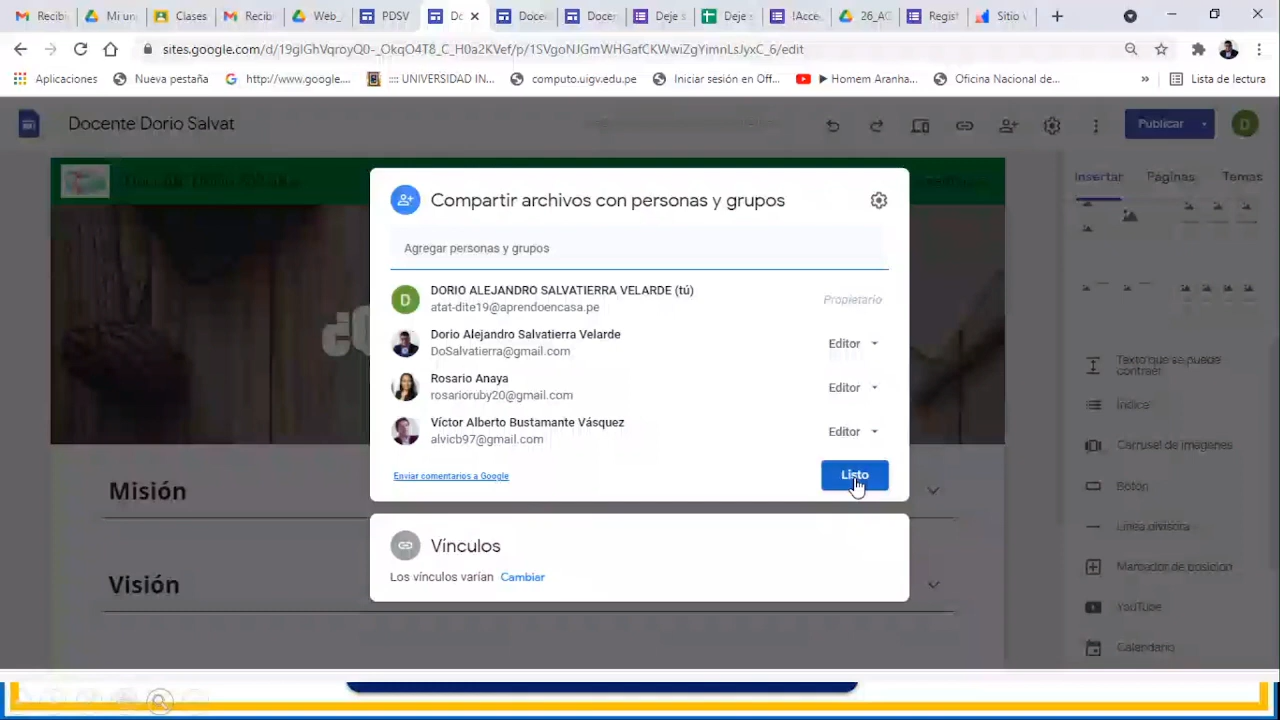 Recibi
Mi un
Clases
Recib
Web_
PDSV
Do
Doce
Docer
Deje s
Deje s
!Acce
26_AC
Regist
Sitio v
sites.google.com/d/19glGhVqroyQ0-_OkqO4T8_C_H0a2KVef/p/1SVgoNJGmWHGafCKWwiZgYimnLsJyxC_6/edit
Aplicaciones
Nueva pestaña
http://www.google....
:::: UNIVERSIDAD IN...
computo.uigv.edu.pe
Iniciar sesión en Off...
▶ Homem Aranha...
Oficina Nacional de...
»
Lista de lectura
Docente Dorio Salvat
Publicar
D
Insertar
Páginas
Temas
Compartir archivos con personas y grupos
Agregar personas y grupos
D
DORIO ALEJANDRO SALVATIERRA VELARDE (tú)
atat-dite19@aprendoencasa.pe
Propietario
Dorio Alejandro Salvatierra Velarde
DoSalvatierra@gmail.com
Editor
Rosario Anaya
rosarioruby20@gmail.com
Editor
Víctor Alberto Bustamante Vásquez
alvicb97@gmail.com
Editor
Enviar comentarios a Google
Listo
Vínculos
Los vínculos varían Cambiar
Misión
Visión
Texto que se puede
contraer
Índice
Carrusel de imágenes
Botón
Línea divisora
Marcador de posición
YouTube
Calendario